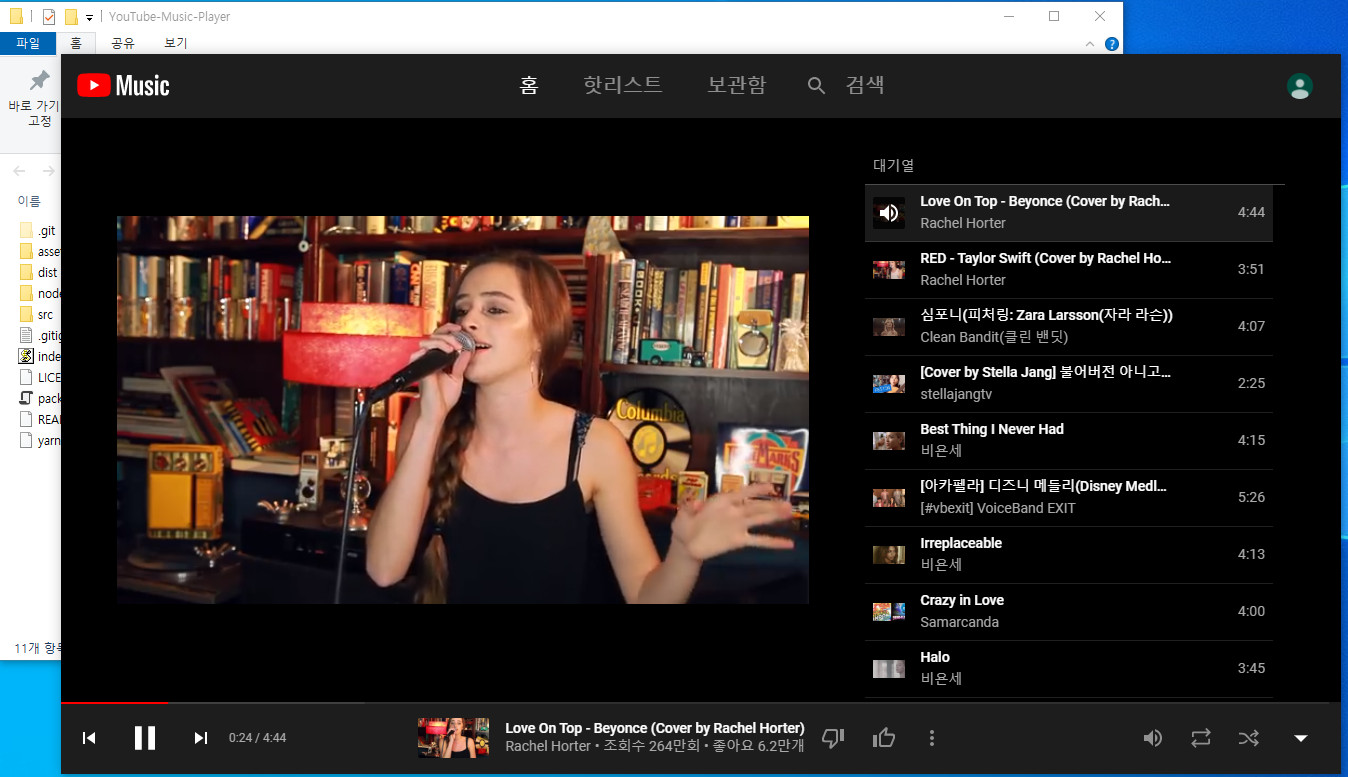 YouTube-Music-Player
파일 홈 공유 보기
바로 가기
고정
이름
.git
asse
dist
node
src
.gitig
index
LICE
pack
REAI
yarn
11개 항목
Music
홈 핫리스트 보관함 검색
Columbia
대기열
Love On Top - Beyonce (Cover by Rach...
Rachel Horter
4:44
RED - Taylor Swift (Cover by Rachel Ho...
Rachel Horter
3:51
심포니(피처링: Zara Larsson(자라 라슨))
Clean Bandit(클린 밴딧)
4:07
[Cover by Stella Jang] 불어버전 아니고...
stellajangtv
2:25
Best Thing I Never Had
비욘세
4:15
[아카펠라] 디즈니 메들리(Disney Medl...
[#vbexit] VoiceBand EXIT
5:26
Irreplaceable
비욘세
4:13
Crazy in Love
Samarcanda
4:00
Halo
비욘세
3:45
0:24 / 4:44
Love On Top - Beyonce (Cover by Rachel Horter)
Rachel Horter • 조회수 264만회 • 좋아요 6.2만개